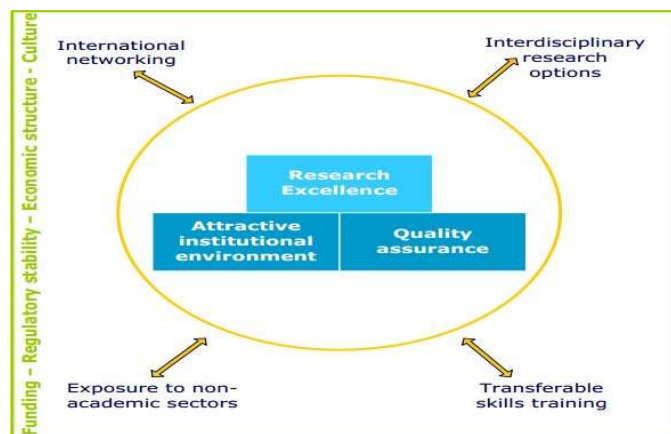 Funding – Regulatory stability – Economic structure - Culture
International
networking
Interdisciplinary
research
options
Research
Excellence
Attractive
institutional
environment
Quality
assurance
Exposure to non-
academic sectors
Transferable
skills training